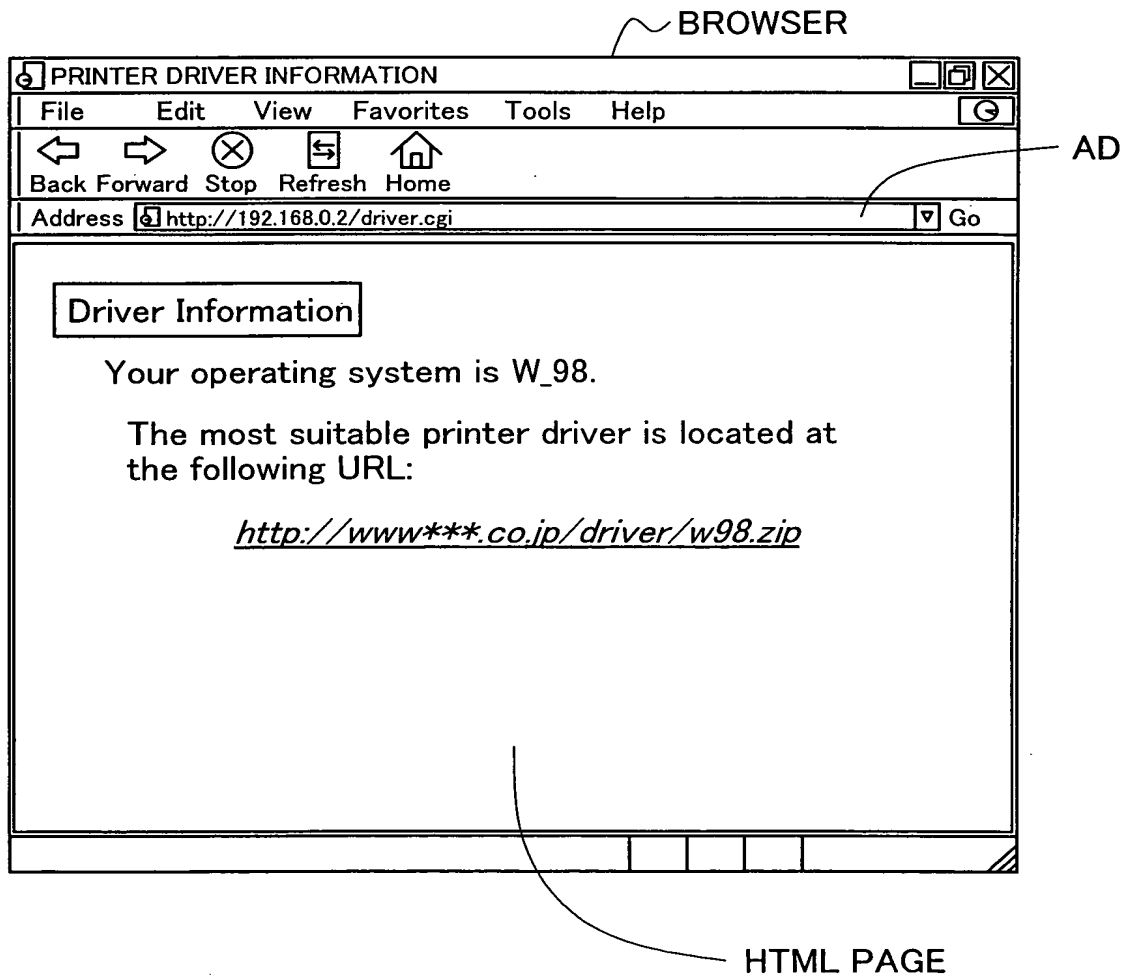 BROWSER
PRINTER DRIVER INFORMATION
File Edit View Favorites Tools Help
AD
Back Forward Stop Refresh Home
Address http://192.168.0.2/driver.cgi Go
Driver Information
Your operating system is W_98.
The most suitable printer driver is located at
the following URL:
http://www***.co.jp/driver/w98.zip
HTML PAGE